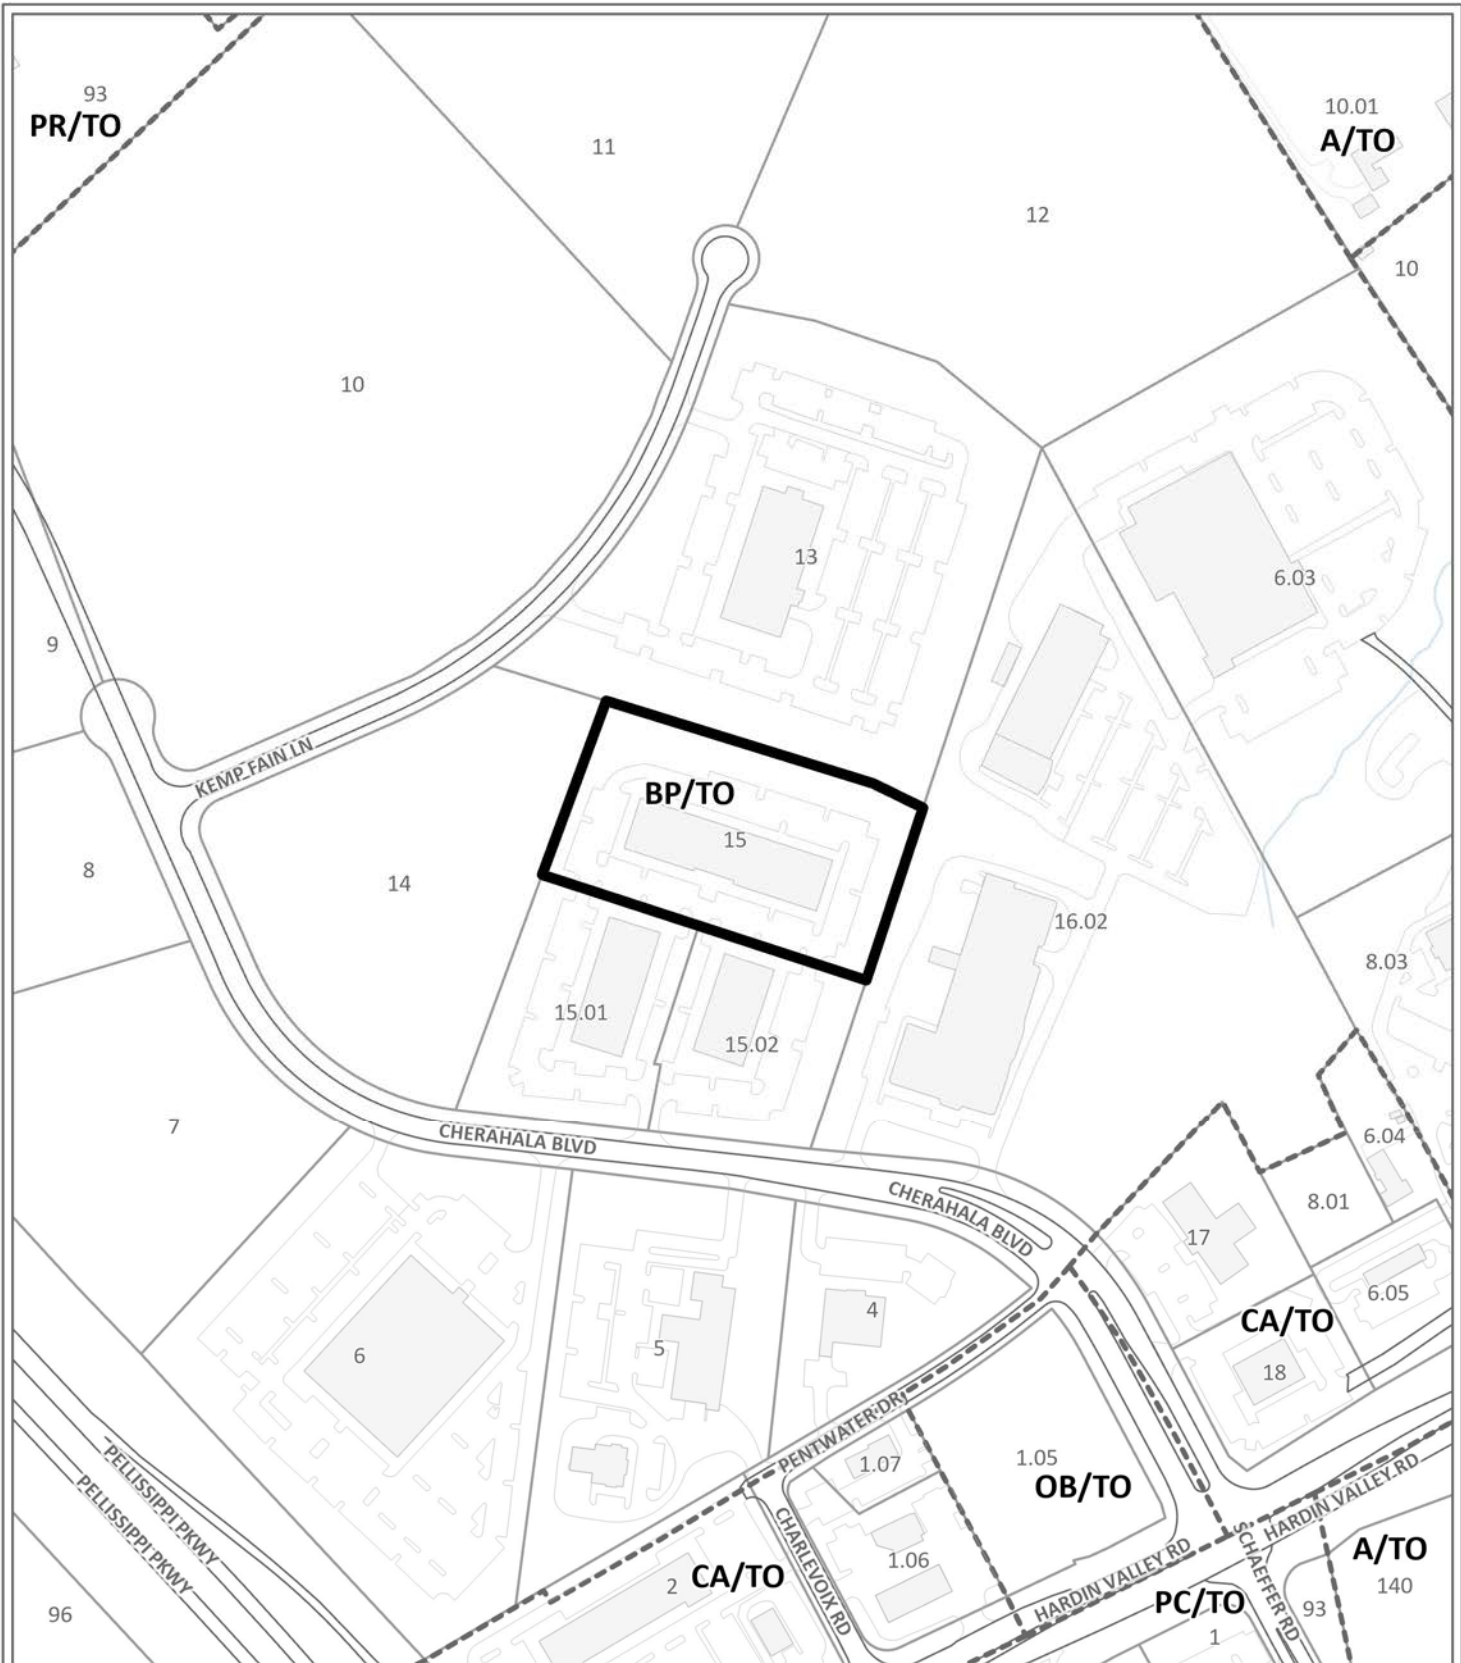 93
PR/TO
11
10.01
A/TO
12
10
10
13
6.03
9
KEMP FAIN LN
BP/TO
15
8
14
16.02
8.03
15.01
15.02
7
CHERAHALA BLVD
6.04
CHERAHALA BLVD
8.01
17
6.05
4
CA/TO
5
6
18
PENTWATER DR
1.07
1.05
OB/TO
PELLISSIPPI PKWY
PELLISSIPPI PKWY
HARDIN VALLEY RD
CHARLEVOIX RD
1.06
SCHAEFFER RD
A/TO
2
CA/TO
HARDIN VALLEY RD
140
PC/TO
93
96
1